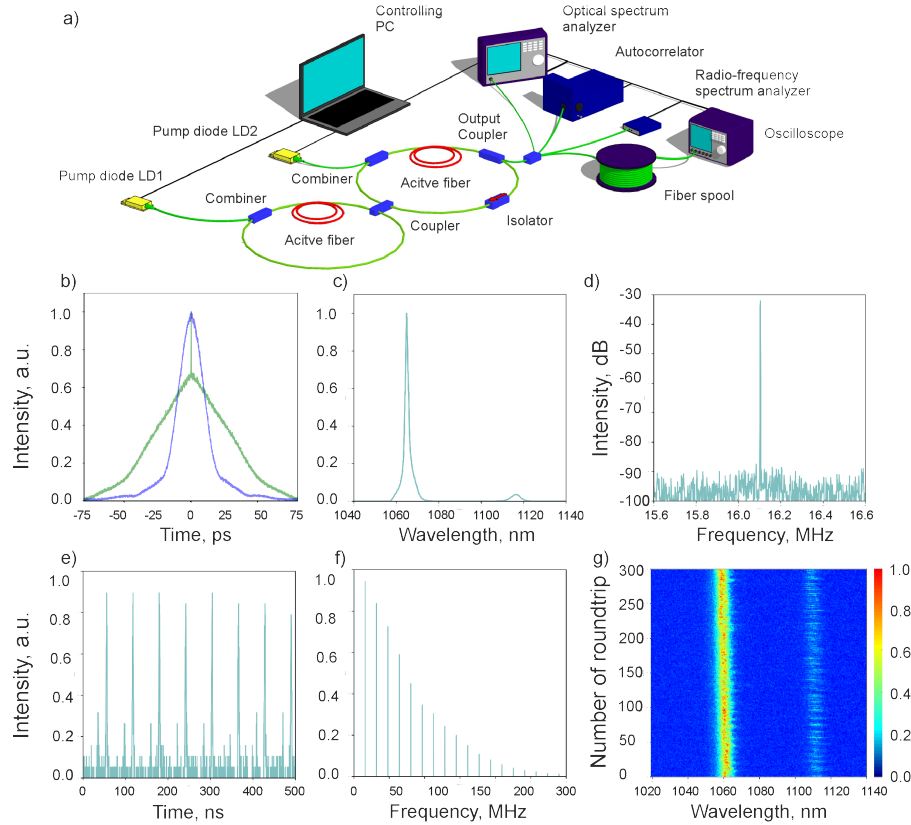 a)
Controlling
PC
Optical spectrum
analyzer
Autocorrelator
Radio-frequency
spectrum analyzer
Oscilloscope
Output
Coupler
Pump diode LD2
Pump diode LD1
Combiner
Combiner
Acitve fiber
Acitve fiber
Coupler
Isolator
Fiber spool
b)
Intensity, a.u.
1.0
0.8
0.6
0.4
0.2
0.0
-75 -50 -25 0 25 50 75
Time, ps
c)
1.0
0.8
0.6
0.4
0.2
0.0
1040 1060 1080 1100 1120 1140
Wavelength, nm
d)
Intensity, dB
-30
-40
-50
-60
-70
-80
-90
-100
15.6 15.8 16.0 16.2 16.4 16.6
Frequency, MHz
e)
Intensity, a.u.
1.0
0.8
0.6
0.4
0.2
0.0
0 100 200 300 400 500
Time, ns
f)
1.0
0.8
0.6
0.4
0.2
0.0
0 50 100 150 200 300
Frequency, MHz
g)
Number of roundtrip
300
250
200
150
100
50
0
1020 1040 1060 1080 1100 1120 1140
Wavelength, nm
1.0
0.8
0.6
0.4
0.2
0.0